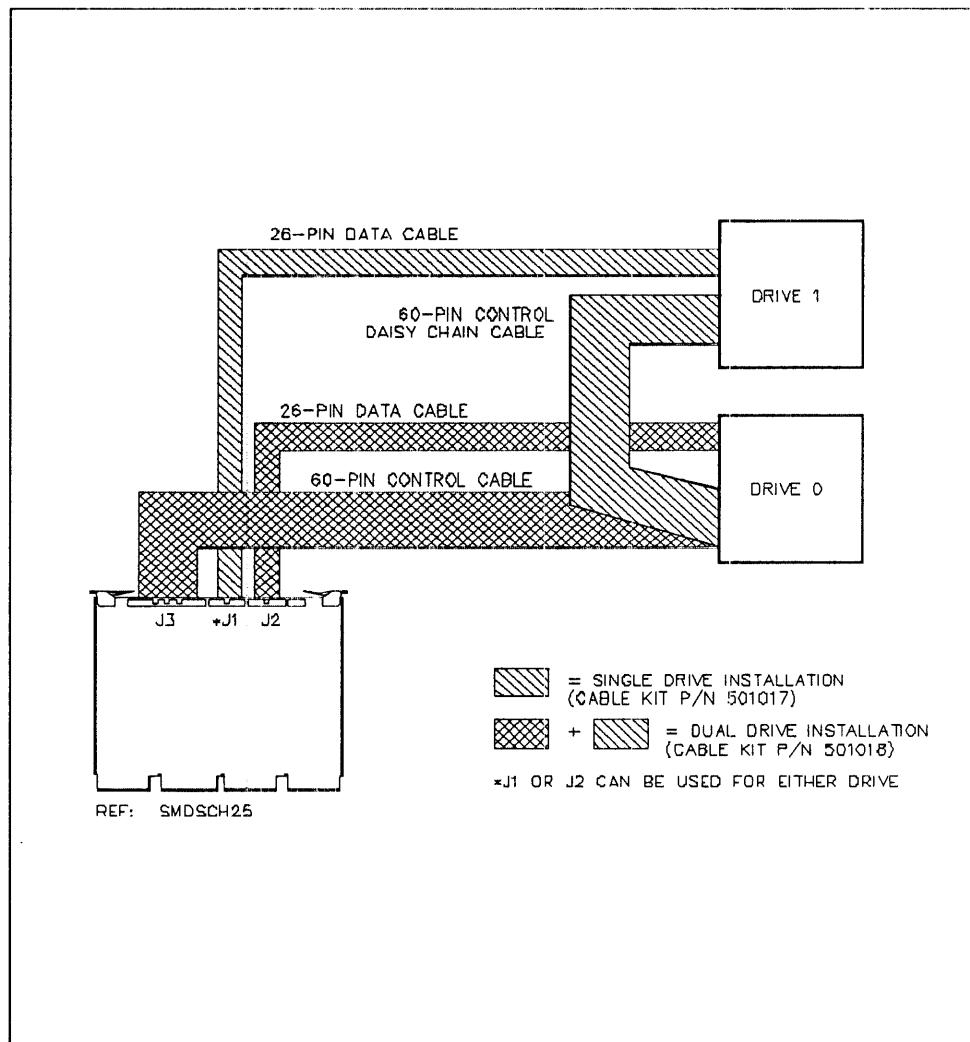 26-PIN DATA CABLE
DRIVE 1
60-PIN CONTROL
DAISY CHAIN CABLE
26-PIN DATA CABLE
60-PIN CONTROL CABLE
DRIVE 0
J3 *J1 J2
= SINGLE DRIVE INSTALLATION
(CABLE KIT P/N 501017)
+ = DUAL DRIVE INSTALLATION
(CABLE KIT P/N 501018)
*J1 OR J2 CAN BE USED FOR EITHER DRIVE
REF: SMDSCH25